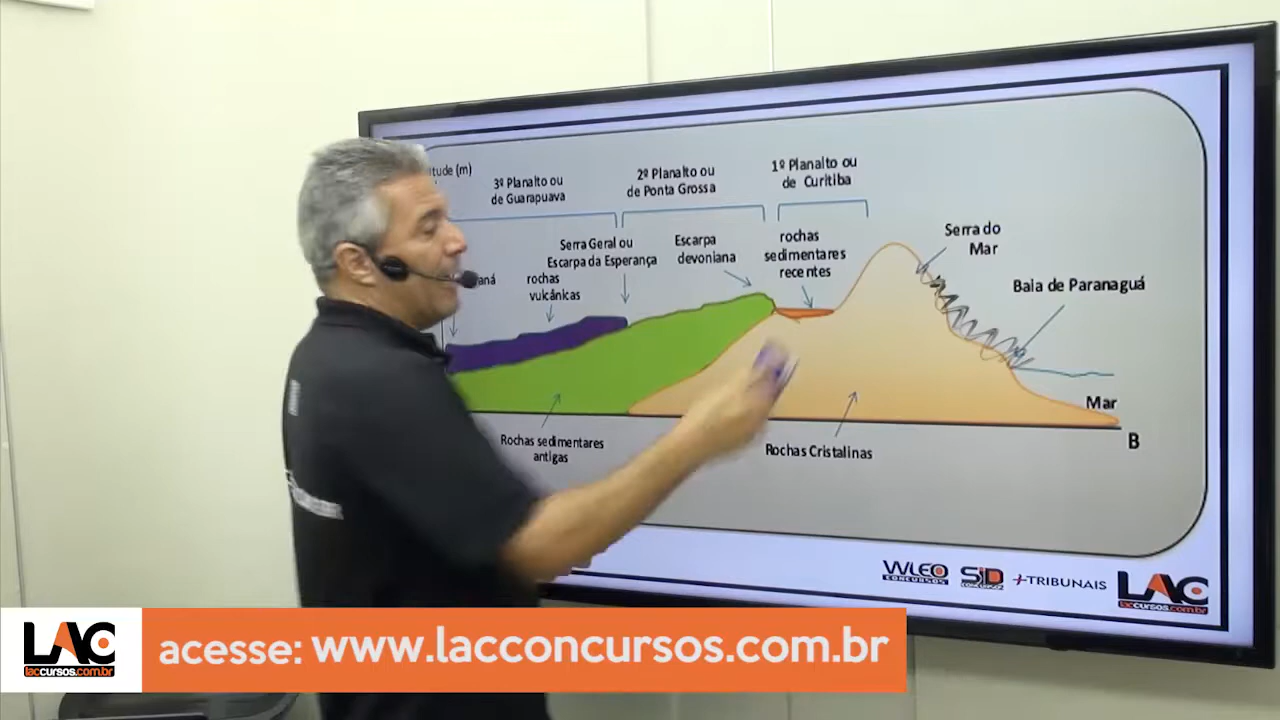 tude (m)
3º Planalto ou
de Guarapuava
2º Planalto ou
de Ponta Grossa
1º Planalto ou
de Curitiba
Serra Geral ou
Escarpa da Esperança
Escarpa
devoniana
rochas
sedimentares
recentes
Serra do
Mar
Baia de Paranaguá
ná
rochas
vulcânicas
Mar
B
Rochas sedimentares
antigas
Rochas Cristalinas
WLEO
CONCURSOS
SID
+TRIBUNAIS
LAC
laccursos.com.br
LAC
laccursos.com.br
acesse: www.lacconcursos.com.br